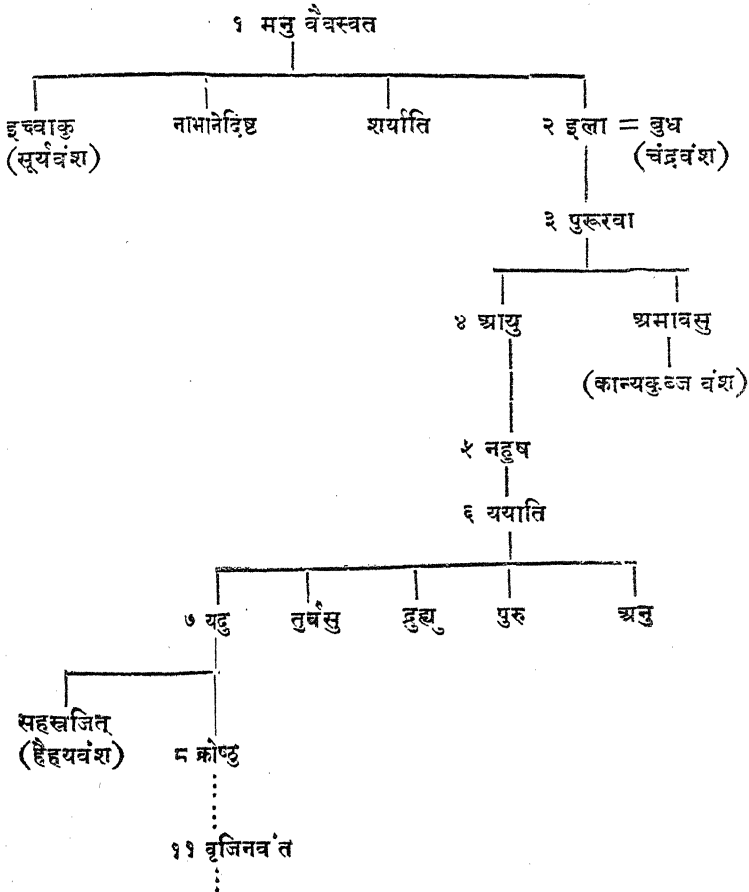 १ मनु वैवस्वत
इच्वाकु नाभानेदिष्ट शर्याति २ इला = बुध
(सूर्यवंश) (चंद्रवंश)
३ पुरूरवा
४ आयु अमावसु
(कान्यकुब्ज वंश)
५ नहुष
६ ययाति
७ यदु तुर्वसु द्रुह्यु पुरु अनु
सहस्रजित्
(हैहयवंश) ८ क्रोष्ठु
११ वृजिनवंत